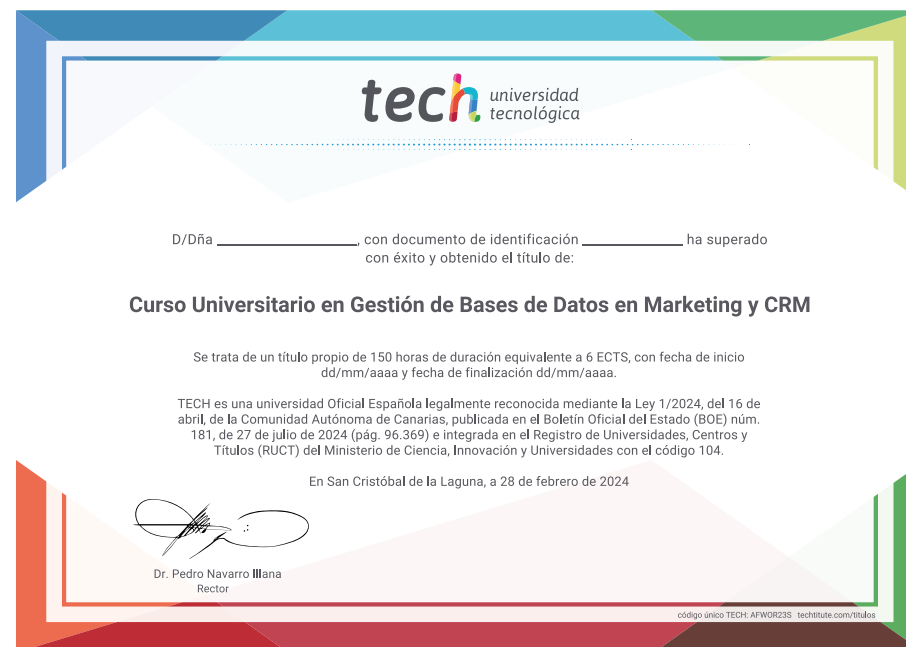 tech universidad
tecnológica
D/Dña ____________________, con documento de identificación ______________ ha superado
con éxito y obtenido el título de:
Curso Universitario en Gestión de Bases de Datos en Marketing y CRM
Se trata de un título propio de 150 horas de duración equivalente a 6 ECTS, con fecha de inicio
dd/mm/aaaa y fecha de finalización dd/mm/aaaa.
TECH es una universidad Oficial Española legalmente reconocida mediante la Ley 1/2024, del 16 de
abril, de la Comunidad Autónoma de Canarias, publicada en el Boletín Oficial del Estado (BOE) núm.
181, de 27 de julio de 2024 (pág. 96.369) e integrada en el Registro de Universidades, Centros y
Títulos (RUCT) del Ministerio de Ciencia, Innovación y Universidades con el código 104.
En San Cristóbal de la Laguna, a 28 de febrero de 2024
Dr. Pedro Navarro Illana
Rector
código único TECH: AFWOR23S techtitute.com/titulos